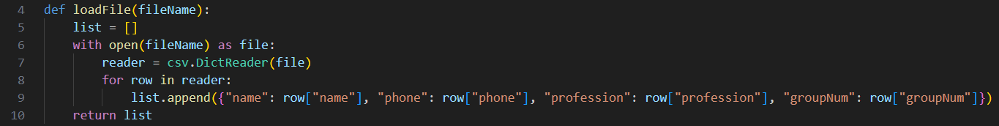 4 def loadFile(fileName):
5     list = []
6     with open(fileName) as file:
7         reader = csv.DictReader(file)
8         for row in reader:
9             list.append({"name": row["name"], "phone": row["phone"], "profession": row["profession"], "groupNum": row["groupNum"]})
10     return list